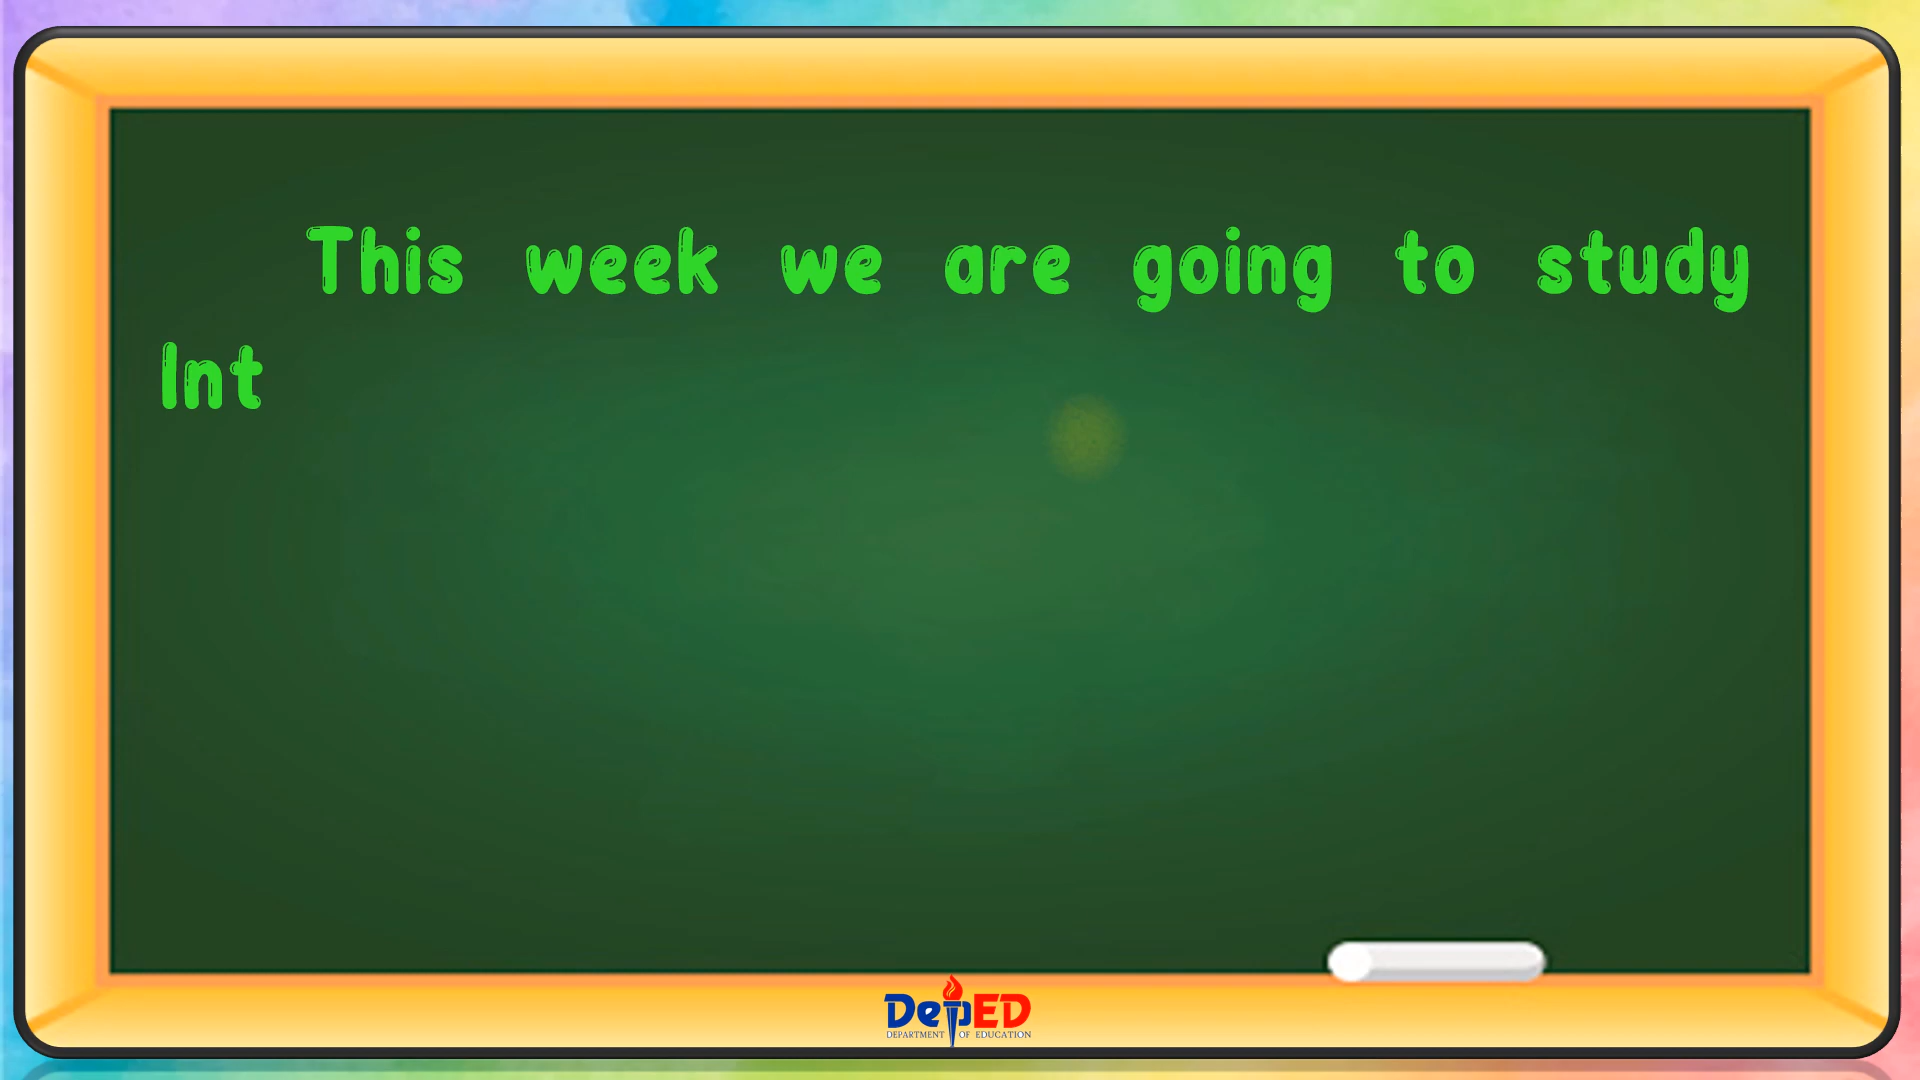 This week we are going to study
Int
DepED
DEPARTMENT OF EDUCATION